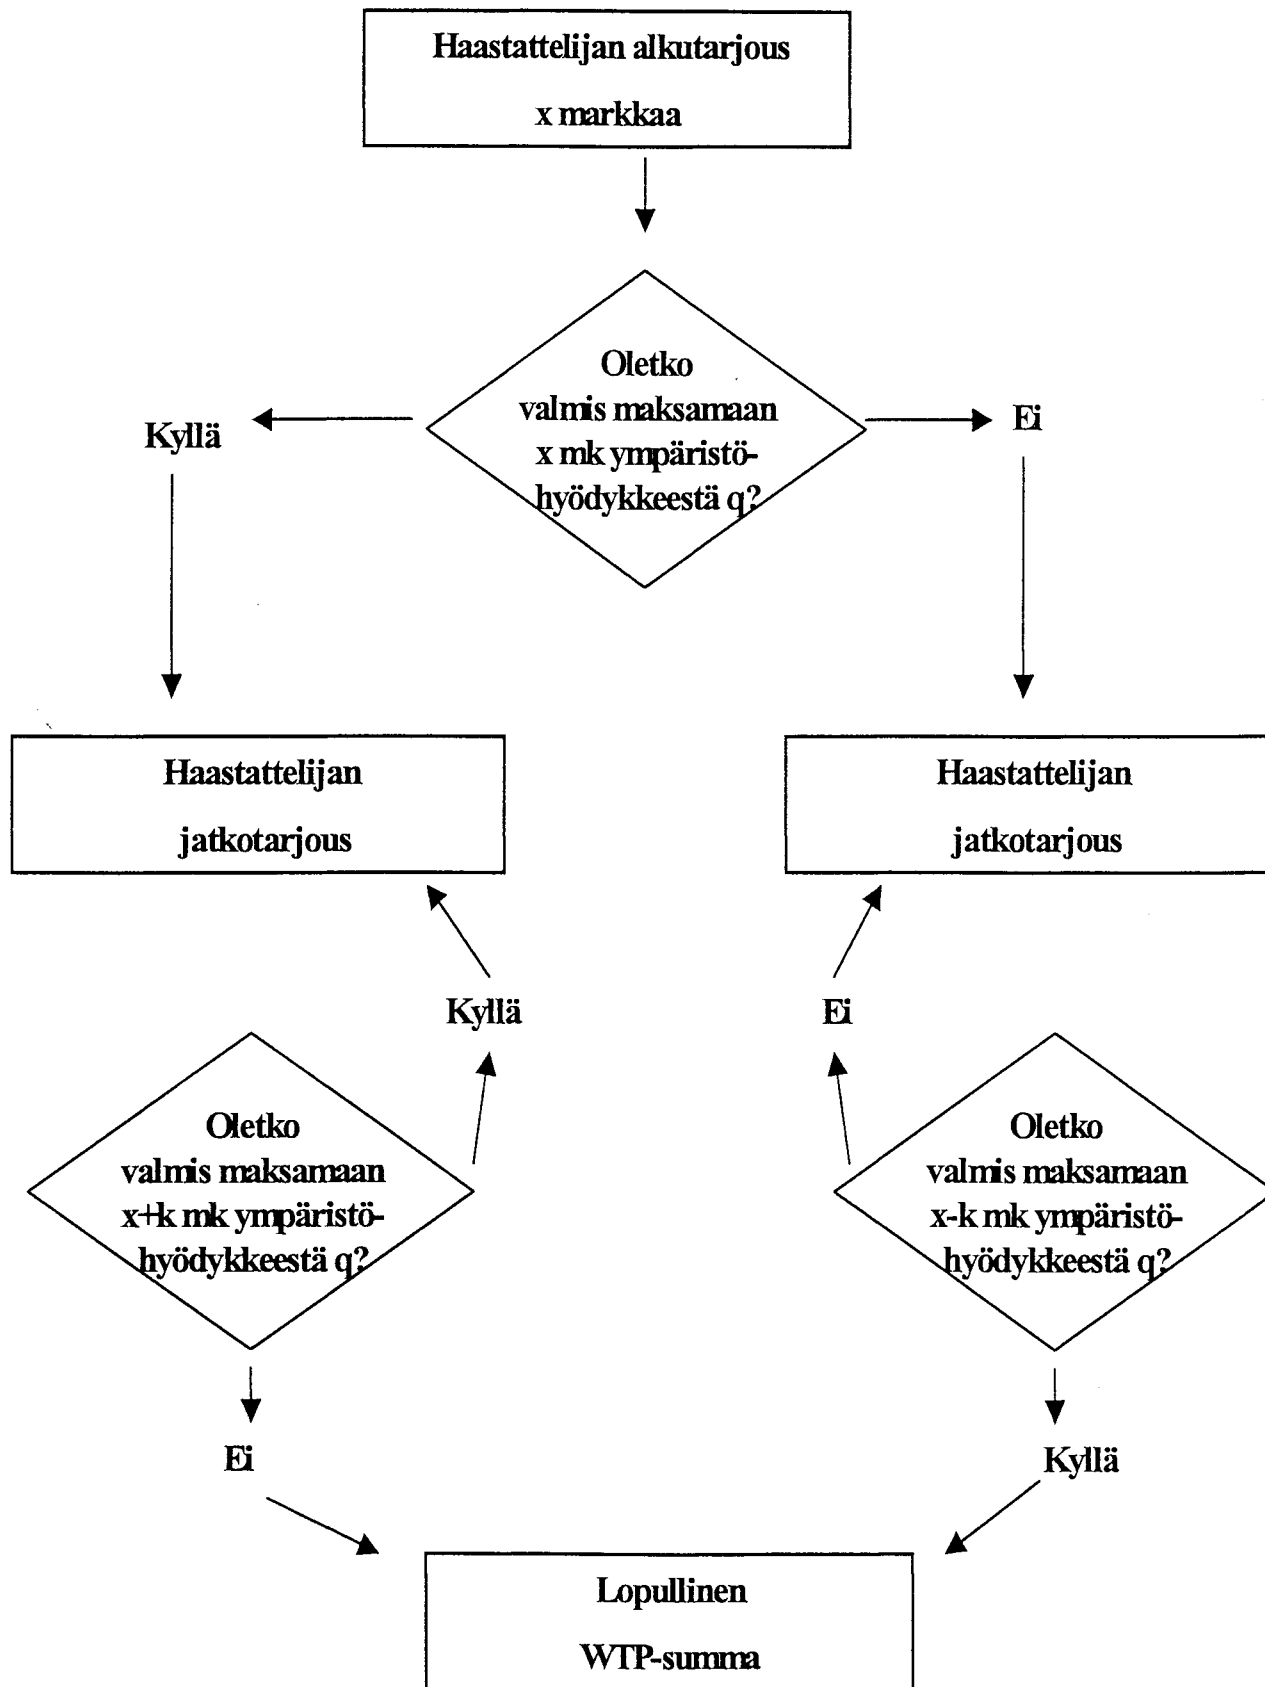 Haastattelijan alkutarjous
x markkaa
Oletko
valmis maksamaan
x mk ympäristö-
hyödykkeestä q?
Kyllä
Ei
Haastattelijan
jatkotarjous
Haastattelijan
jatkotarjous
Kyllä
Ei
Oletko
valmis maksamaan
x+k mk ympäristö-
hyödykkeestä q?
Oletko
valmis maksamaan
x-k mk ympäristö-
hyödykkeestä q?
Ei
Kyllä
Lopullinen
WTP-summa